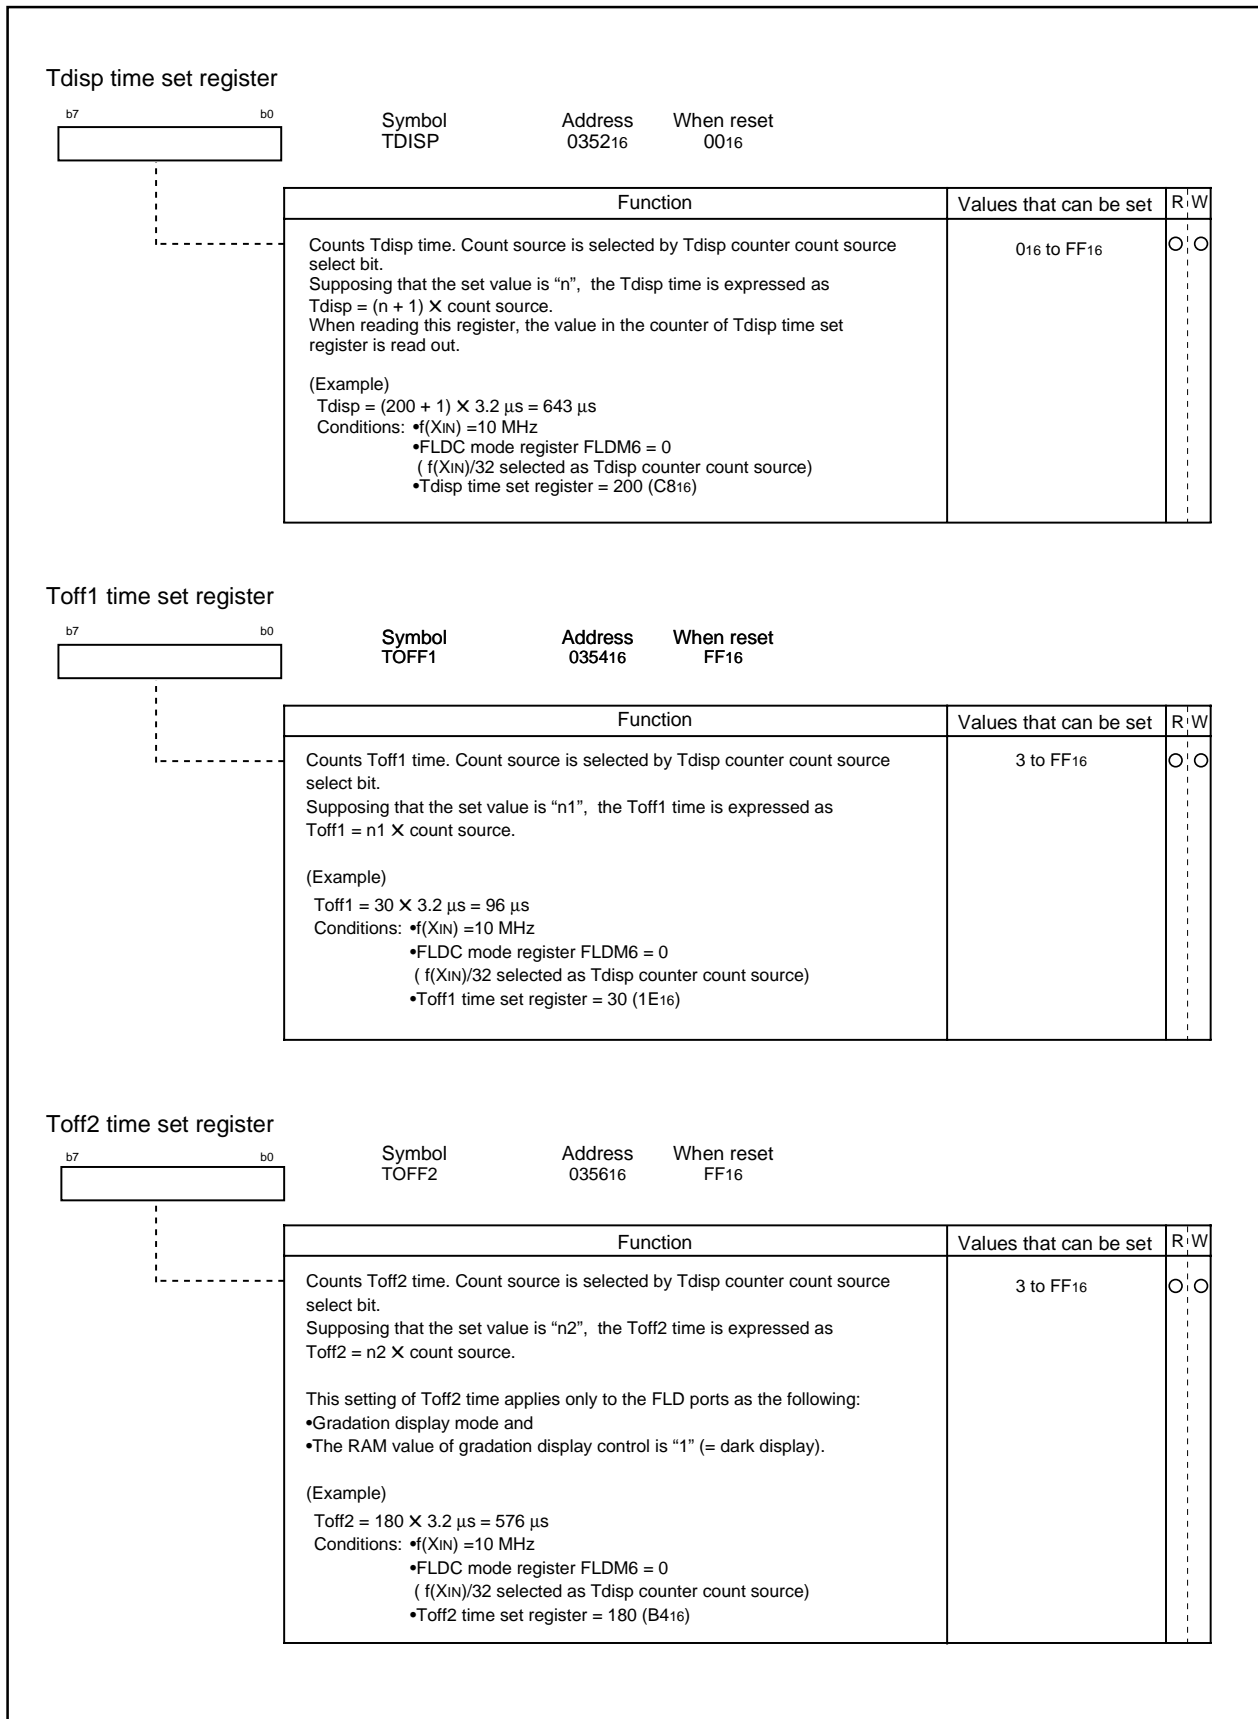 Tdisp time set register
b7 b0
Symbol Address When reset
TDISP 035216 0016
Function Values that can be set R W
Counts Tdisp time. Count source is selected by Tdisp counter count source 016 to FF16 O O
select bit.
Supposing that the set value is “n”, the Tdisp time is expressed as
Tdisp = (n + 1) ✕ count source.
When reading this register, the value in the counter of Tdisp time set
register is read out.
(Example)
Tdisp = (200 + 1) ✕ 3.2 µs = 643 µs
Conditions: •f(XIN) =10 MHz
•FLDC mode register FLDM6 = 0
( f(XIN)/32 selected as Tdisp counter count source)
•Tdisp time set register = 200 (C816)
Toff1 time set register
b7 b0
Symbol Address When reset
TOFF1 035416 FF16
Function Values that can be set R W
Counts Toff1 time. Count source is selected by Tdisp counter count source 3 to FF16 O O
select bit.
Supposing that the set value is “n1”, the Toff1 time is expressed as
Toff1 = n1 ✕ count source.
(Example)
Toff1 = 30 ✕ 3.2 µs = 96 µs
Conditions: •f(XIN) =10 MHz
•FLDC mode register FLDM6 = 0
( f(XIN)/32 selected as Tdisp counter count source)
•Toff1 time set register = 30 (1E16)
Toff2 time set register
b7 b0
Symbol Address When reset
TOFF2 035616 FF16
Function Values that can be set R W
Counts Toff2 time. Count source is selected by Tdisp counter count source 3 to FF16 O O
select bit.
Supposing that the set value is “n2”, the Toff2 time is expressed as
Toff2 = n2 ✕ count source.
This setting of Toff2 time applies only to the FLD ports as the following:
•Gradation display mode and
•The RAM value of gradation display control is “1” (= dark display).
(Example)
Toff2 = 180 ✕ 3.2 µs = 576 µs
Conditions: •f(XIN) =10 MHz
•FLDC mode register FLDM6 = 0
( f(XIN)/32 selected as Tdisp counter count source)
•Toff2 time set register = 180 (B416)